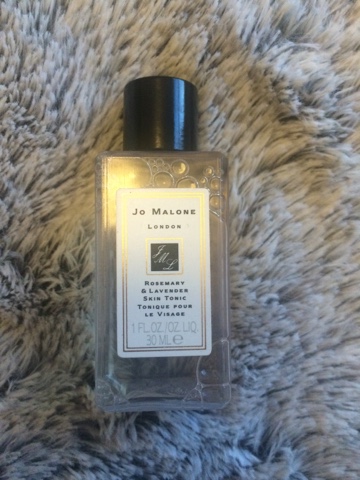 JO MALONE
LONDON
JML
ROSEMARY
& LAVENDER
SKIN TONIC
TONIQUE POUR
LE VISAGE
1 FL.OZ./OZ. LIQ.
30 ML ℮